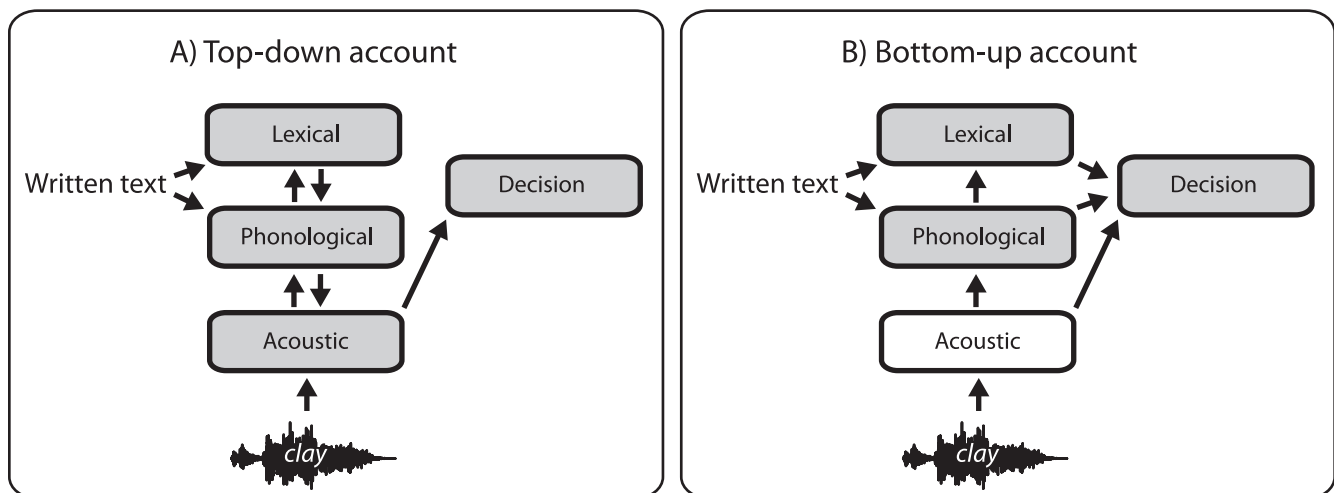 A) Top-down account
Lexical
Written text
Decision
Phonological
Acoustic
clay
B) Bottom-up account
Lexical
Written text
Decision
Phonological
Acoustic
clay